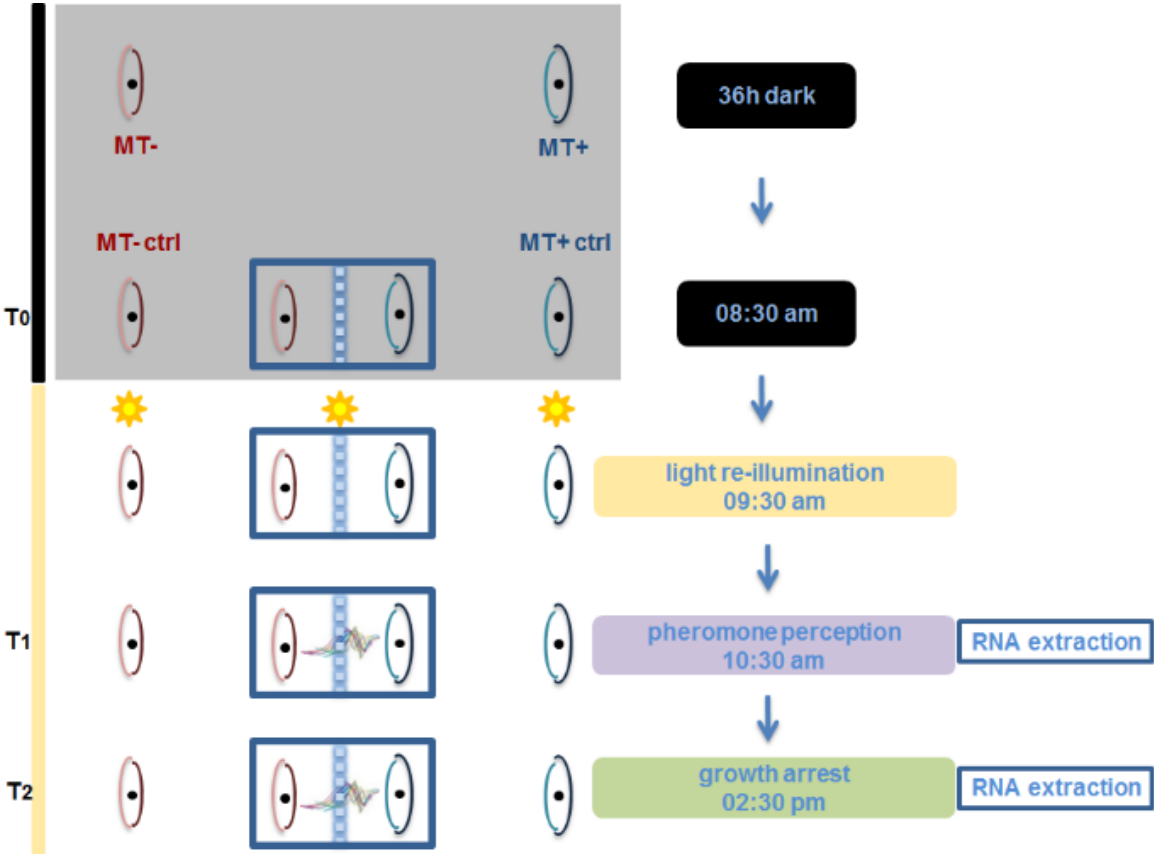 36h dark
MT-
MT+
MT- ctrl
MT+ ctrl
T0
08:30 am
light re-illumination
09:30 am
T1
pheromone perception
10:30 am
RNA extraction
T2
growth arrest
02:30 pm
RNA extraction